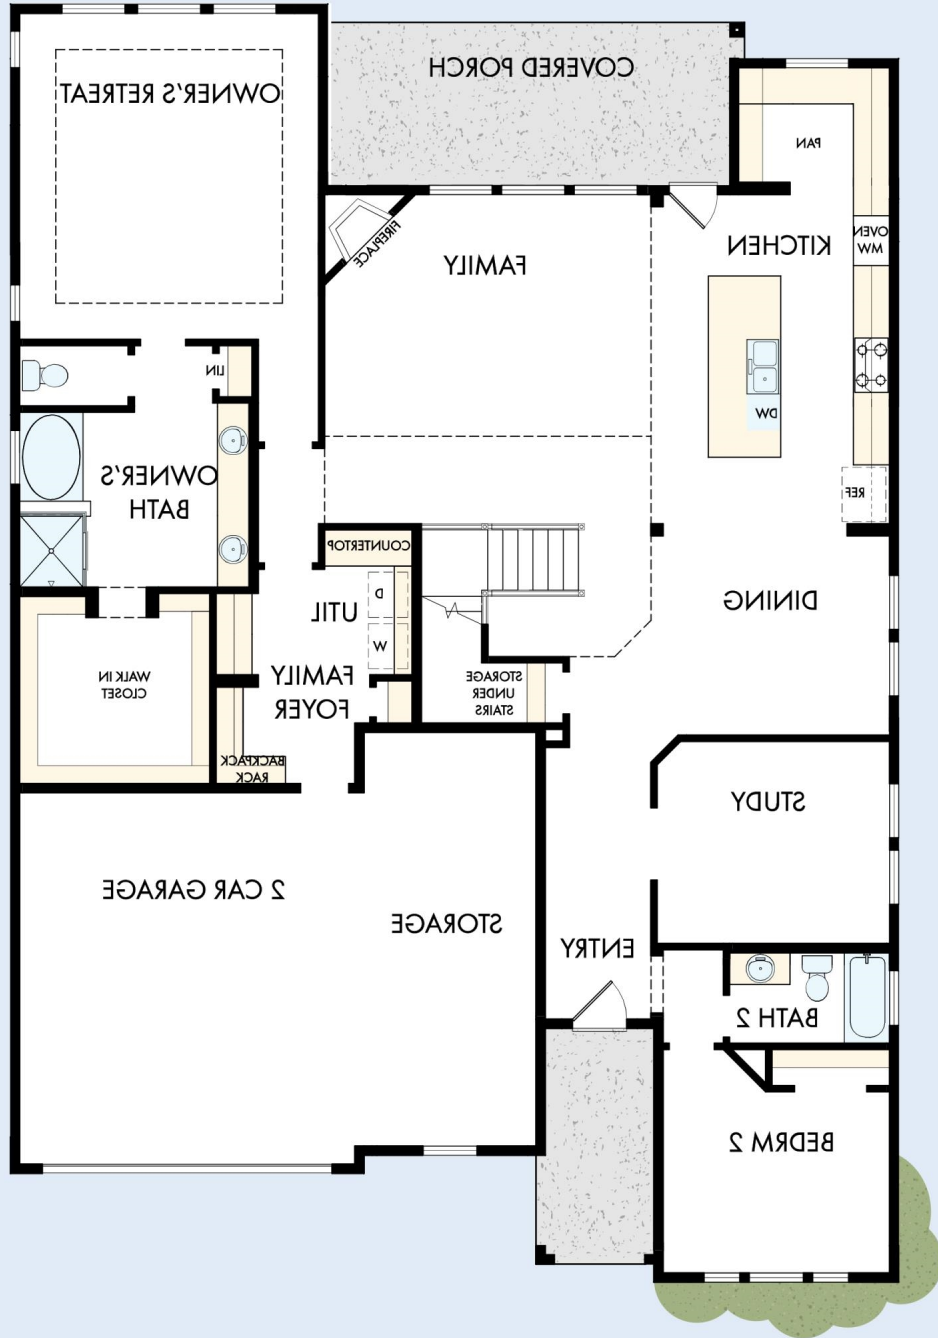 COVERED PORCH
OWNER'S RETREAT
PAN
OVEN
MW
KITCHEN
FIREPLACE
FAMILY
LIN
DW
OWNER'S
BATH
REF
COUNTERTOP
D
UTIL
W
DINING
WALK IN
CLOSET
FAMILY
FOYER
STORAGE
UNDER
STAIRS
BACKPACK
RACK
STUDY
2 CAR GARAGE
STORAGE
ENTRY
BATH 2
BEDRM 2